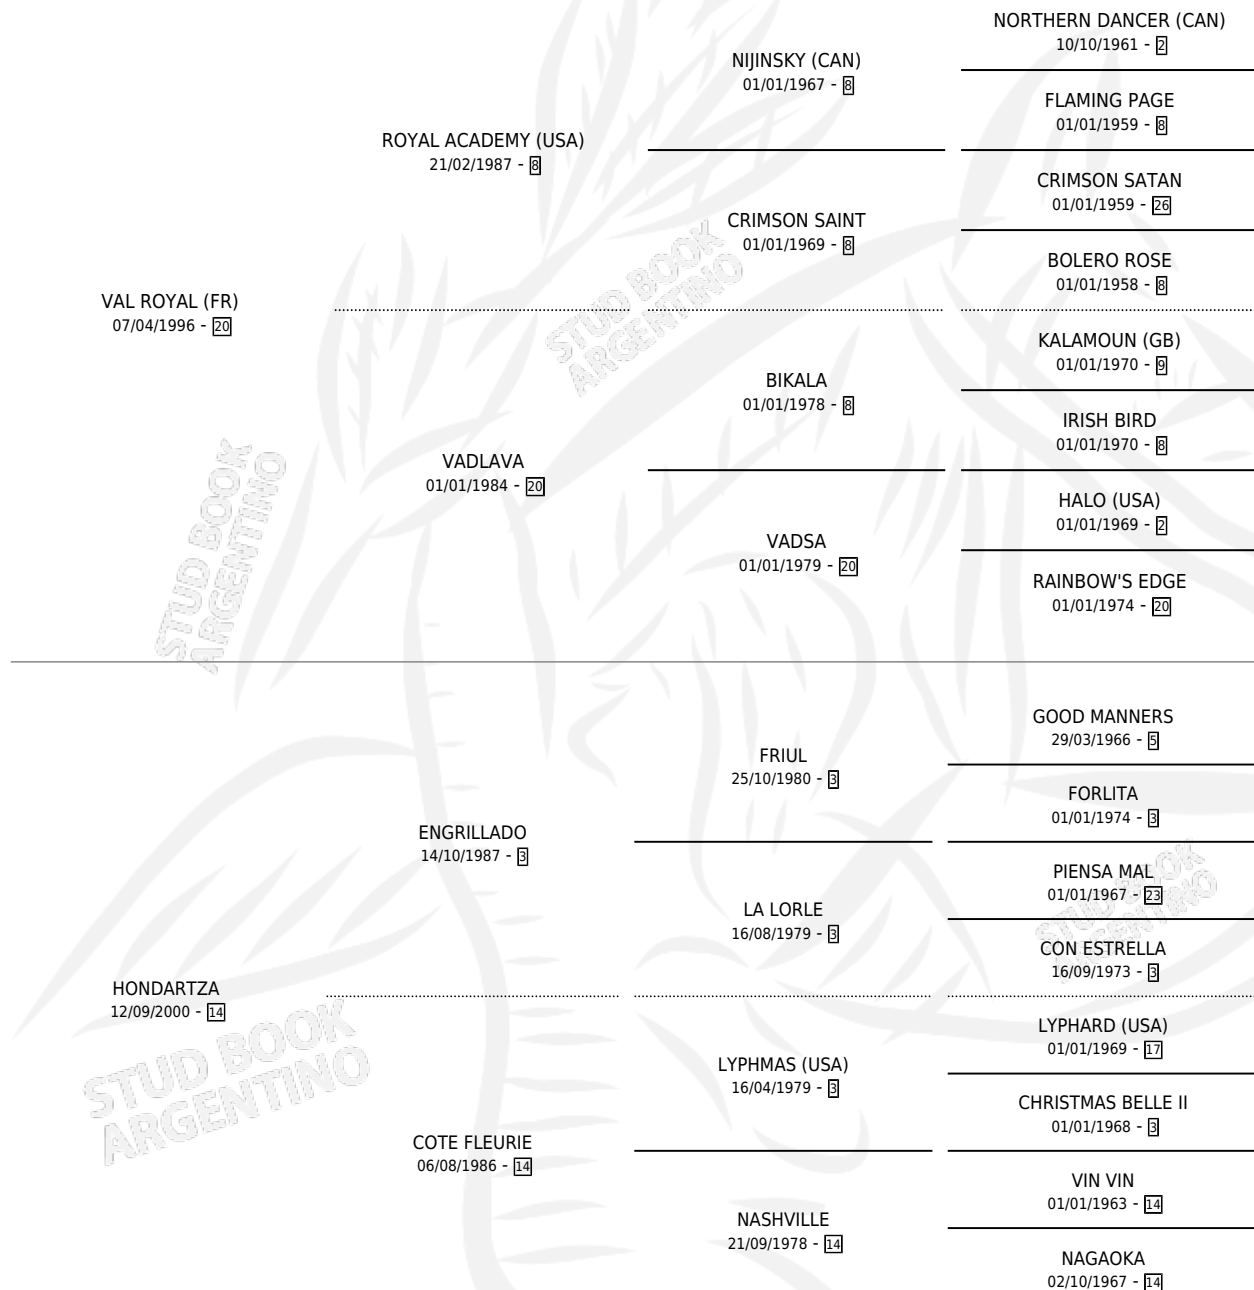 NORTHERN DANCER (CAN)
10/10/1961 - 2
NIJINSKY (CAN)
01/01/1967 - 8
FLAMING PAGE
01/01/1959 - 8
ROYAL ACADEMY (USA)
21/02/1987 - 8
CRIMSON SATAN
01/01/1959 - 26
CRIMSON SAINT
01/01/1969 - 8
BOLERO ROSE
01/01/1958 - 8
VAL ROYAL (FR)
07/04/1996 - 20
STUD BOOK
ARGENTINO
KALAMOUN (GB)
01/01/1970 - 9
BIKALA
01/01/1978 - 8
IRISH BIRD
01/01/1970 - 8
VADLAVA
01/01/1984 - 20
HALO (USA)
01/01/1969 - 2
VADSA
01/01/1979 - 20
RAINBOW'S EDGE
01/01/1974 - 20
STUD BOOK
ARGENTINO
GOOD MANNERS
29/03/1966 - 5
FRIUL
25/10/1980 - 3
FORLITA
01/01/1974 - 3
ENGRILLADO
14/10/1987 - 3
PIENSA MAL
01/01/1967 - 23
LA LORLE
16/08/1979 - 3
STUD BOOK
ARGENTINO
CON ESTRELLA
16/09/1973 - 3
HONDARTZA
12/09/2000 - 14
STUD BOOK
ARGENTINO
LYPHARD (USA)
01/01/1969 - 17
LYPHMAS (USA)
16/04/1979 - 3
CHRISTMAS BELLE II
01/01/1968 - 3
COTE FLEURIE
06/08/1986 - 14
VIN VIN
01/01/1963 - 14
NASHVILLE
21/09/1978 - 14
NAGAOKA
02/10/1967 - 14